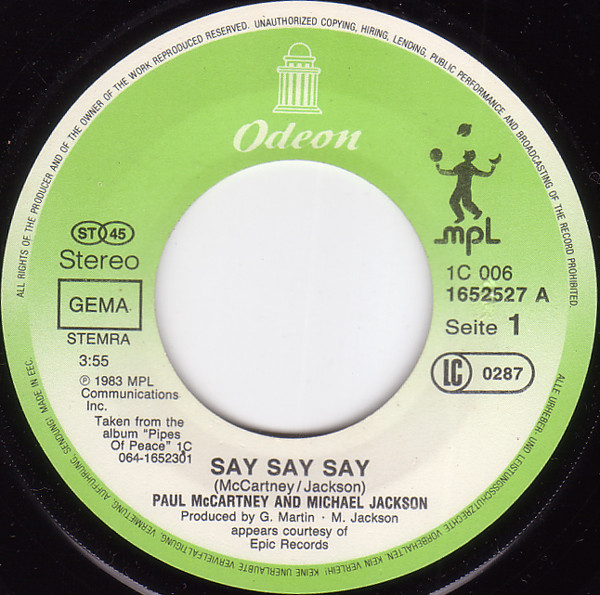 ALL RIGHTS OF THE PRODUCER AND OF THE OWNER OF THE WORK REPRODUCED RESERVED. UNAUTHORIZED COPYING, HIRING, LENDING, PUBLIC PERFORMANCE AND BROADCASTING OF THE RECORD PROHIBITED.
Odeon
mpl
ST 45
Stereo
GEMA
STEMRA
3:55
℗ 1983 MPL
Communications
Inc.
Taken from the
album “Pipes
Of Peace” 1C
064-1652301
1C 006
1652527 A
Seite 1
LC 0287
SAY SAY SAY
(McCartney/Jackson)
PAUL McCARTNEY AND MICHAEL JACKSON
Produced by G. Martin · M. Jackson
appears courtesy of
Epic Records
ALLE URHEBER- UND LEISTUNGSSCHUTZRECHTE VORBEHALTEN. KEIN VERLEIH! KEINE UNERLAUBTE VERVIELFÄLTIGUNG, VERMIETUNG, AUFFÜHRUNG, SENDUNG! MADE IN EEC.